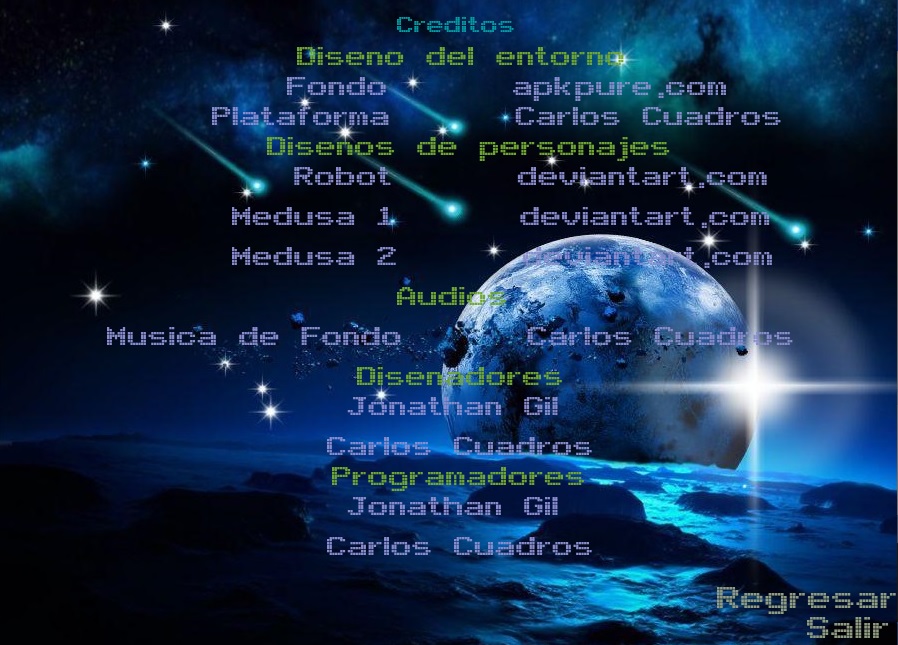 Creditos
Diseno del entorno
Fondo apkpure.com
Plataforma Carlos Cuadros
Disenos de personajes
Robot deviantart.com
Medusa 1 deviantart.com
Medusa 2 deviantart.com
Audios
Musica de Fondo Carlos Cuadros
Disenadores
Jonathan Gil
Carlos Cuadros
Programadores
Jonathan Gil
Carlos Cuadros
Regresar
Salir